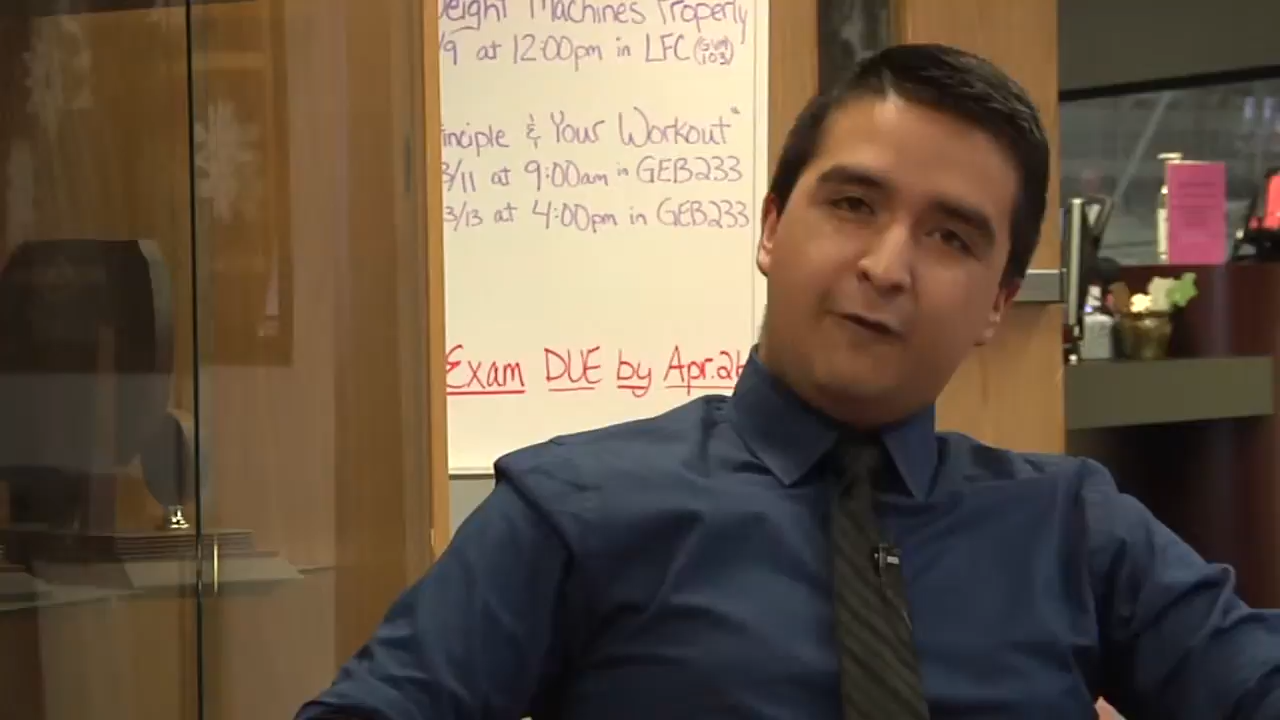 eight Machines Properly
/9 at 12:00pm in LFC (GYM 103)
inciple & Your Workout"
3/11 at 9:00am in GEB233
3/13 at 4:00pm in GEB233
Exam DUE by Apr.26